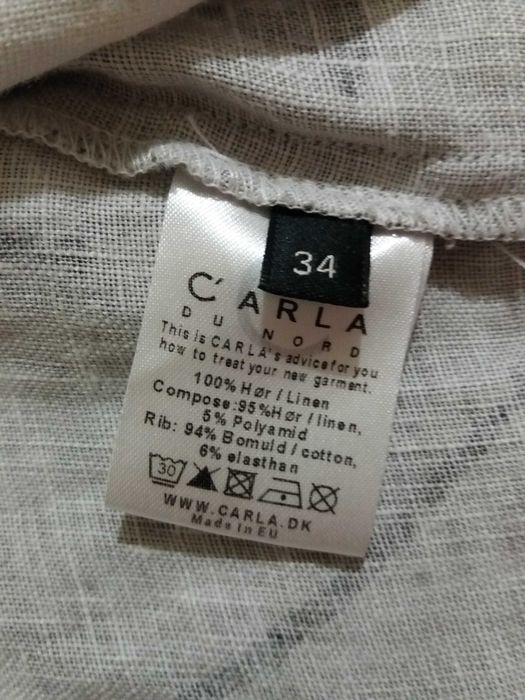 34
C'ARLA
DU NORD
This is CARLA's advice for you
how to treat your new garment.
100% Hør / Linen
Compose:95%Hør / linen,
5% Polyamid
Rib: 94% Bomuld / cotton,
6% elasthan
30
WWW.CARLA.DK
Made in EU